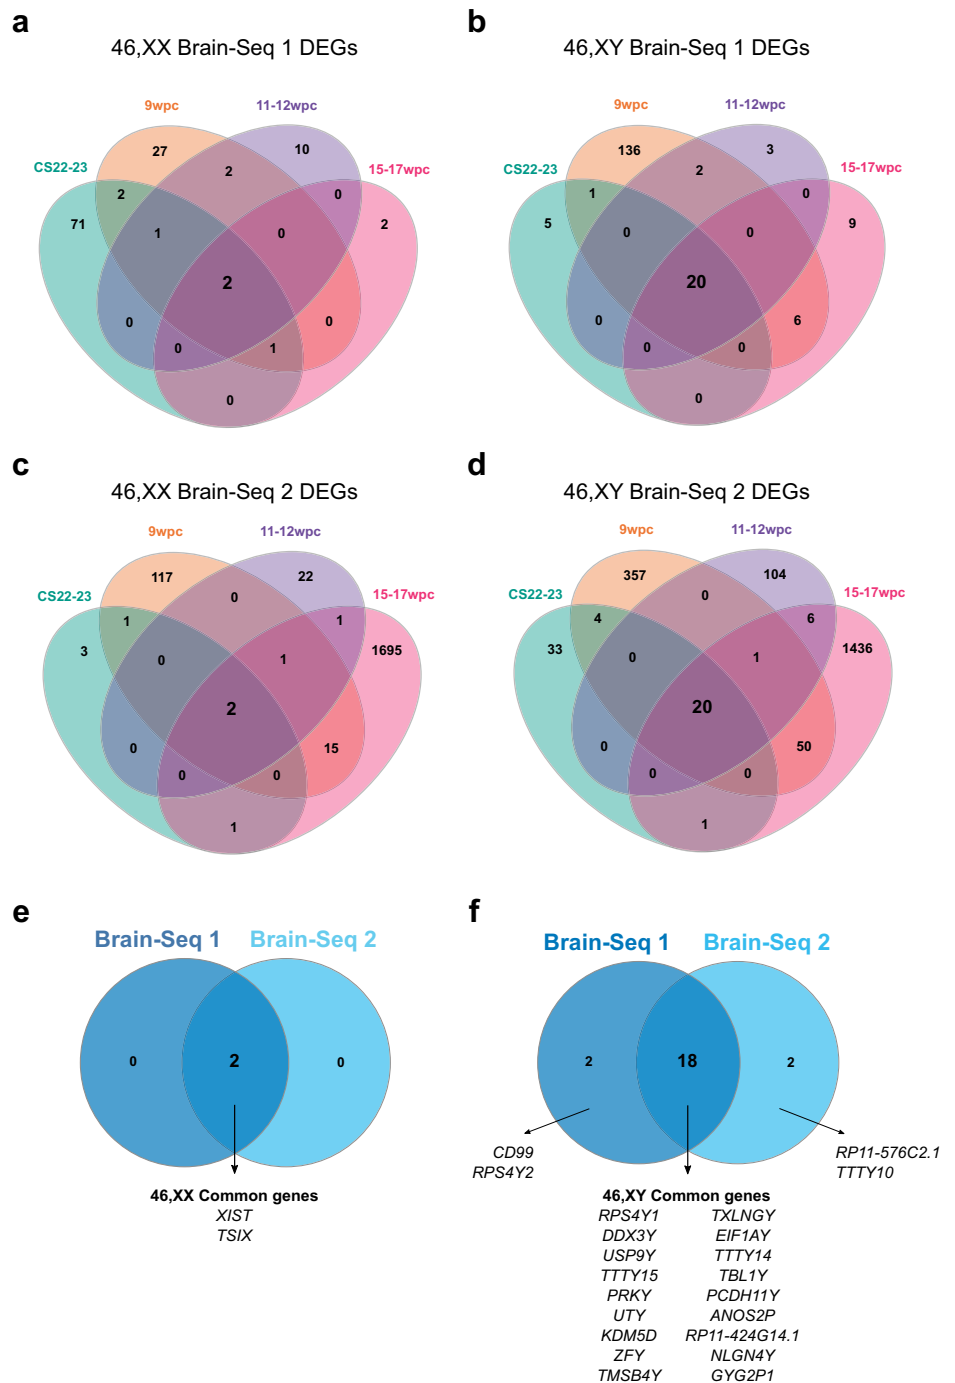 a
46,XX Brain-Seq 1 DEGs
9wpc
11-12wpc
CS22-23
15-17wpc
27
10
2
2
0
71
2
1
0
2
0
0
0
1
0
b
46,XY Brain-Seq 1 DEGs
9wpc
11-12wpc
CS22-23
15-17wpc
136
3
2
1
0
5
9
0
0
20
0
6
0
0
0
c
46,XX Brain-Seq 2 DEGs
9wpc
11-12wpc
CS22-23
15-17wpc
117
22
0
1
1
3
1695
0
1
2
0
15
0
0
1
d
46,XY Brain-Seq 2 DEGs
9wpc
11-12wpc
CS22-23
15-17wpc
357
104
0
4
6
33
1436
0
1
20
0
50
0
0
1
e
Brain-Seq 1 Brain-Seq 2
0 2 0
46,XX Common genes
XIST
TSIX
f
Brain-Seq 1 Brain-Seq 2
2 18 2
CD99
RPS4Y2
RP11-576C2.1
TTTY10
46,XY Common genes
RPS4Y1 TXLNGY
DDX3Y EIF1AY
USP9Y TTTY14
TTTY15 TBL1Y
PRKY PCDH11Y
UTY ANOS2P
KDM5D RP11-424G14.1
ZFY NLGN4Y
TMSB4Y GYG2P1